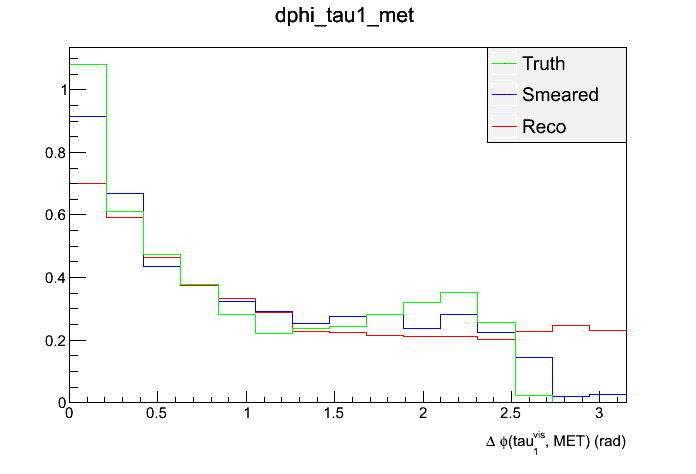 dphi_tau1_met
Truth
Smeared
Reco
1
0.8
0.6
0.4
0.2
0
0 0.5 1 1.5 2 2.5 3
Δ ϕ(tau₁ᵛⁱˢ, MET) (rad)